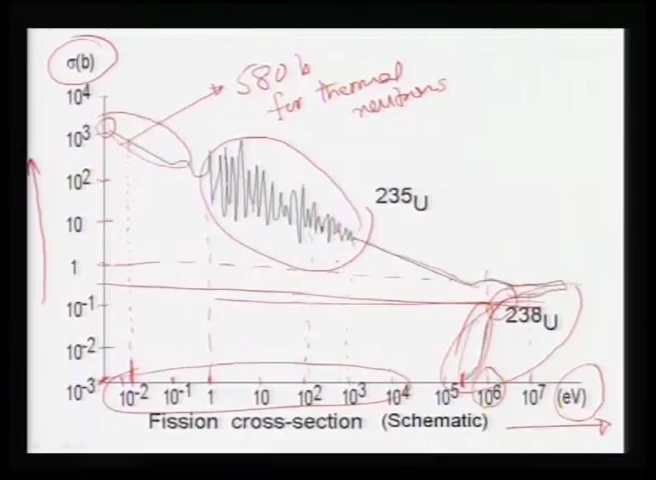 σ(b)
580 b
for thermal
neutrons
10⁴
10³
10²
10
1
10⁻¹
10⁻²
10⁻³
235U
238U
10⁻² 10⁻¹ 1 10 10² 10³ 10⁴ 10⁵ 10⁶ 10⁷ (eV)
Fission cross-section (Schematic)